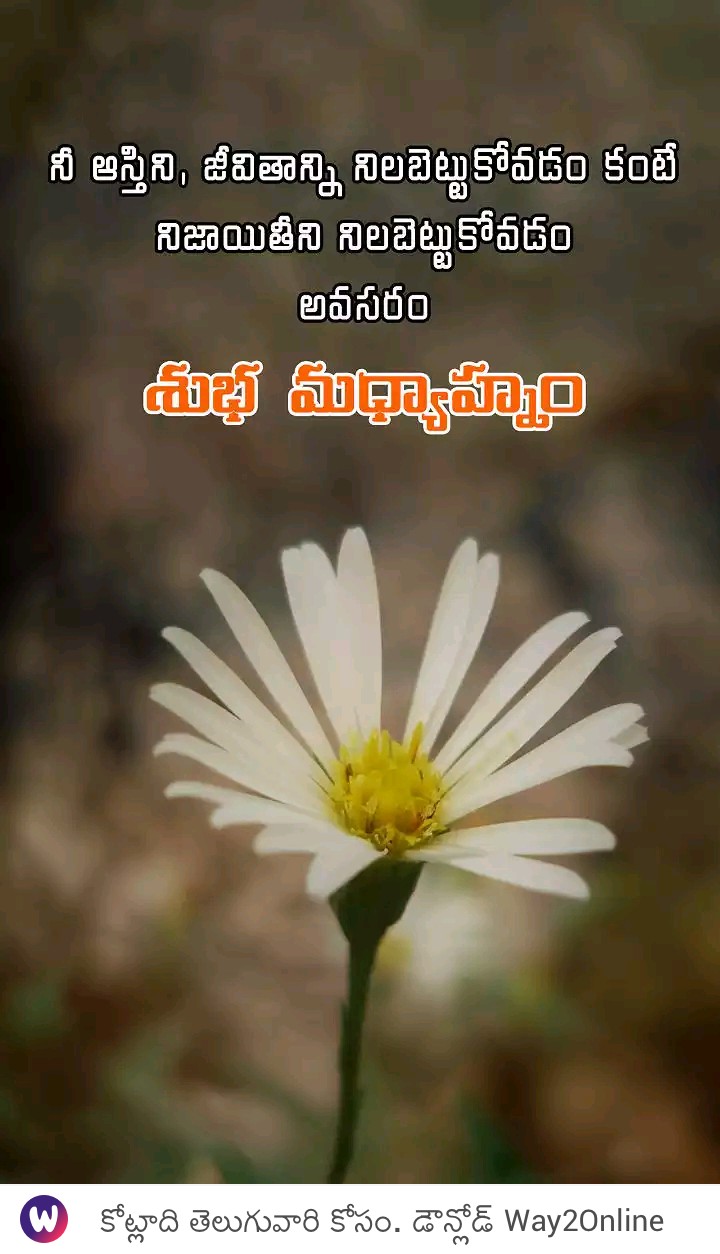 నీ ఆస్తిని, జీవితాన్ని నిలబెట్టుకోవడం కంటే
నిజాయితీని నిలబెట్టుకోవడం
అవసరం
శుభ మధ్యాహ్నం
W కోట్లాది తెలుగువారి కోసం. డౌన్లోడ్ Way2Online